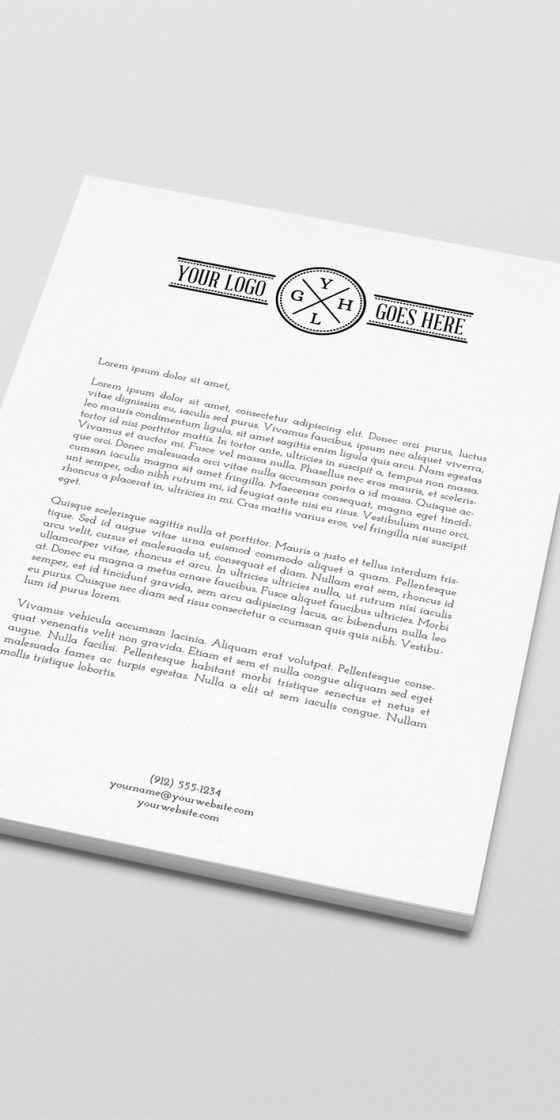 YOUR LOGO
Y
G H
L
GOES HERE
Lorem ipsum dolor sit amet,
Lorem ipsum dolor sit amet, consectetur adipiscing elit. Donec orci purus, luctus
vitae dignissim eu, iaculis sed purus. Vivamus faucibus, ipsum nec aliquet viverra,
leo mauris condimentum ligula, sit amet sagittis enim ligula quis arcu. Nam egestas
tortor id nisi porttitor mattis. In tortor ante, ultricies in suscipit a, tempus non massa.
Vivamus et auctor mi. Fusce vel massa nulla. Phasellus nec eros mauris, et sceleris-
que orci. Donec malesuada orci vitae nulla accumsan porta a id massa. Quisque ac-
cumsan iaculis magna sit amet fringilla. Maecenas consequat, magna eget tincid-
unt semper, odio nibh rutrum mi, id feugiat ante nisi eu risus. Vestibulum nunc orci,
rhoncus a placerat in, ultricies in mi. Cras mattis varius eros, vel fringilla nisi suscipit
eget.
Quisque scelerisque sagittis nulla at porttitor. Mauris a justo et tellus interdum tris-
tique. Sed id augue vitae urna euismod commodo aliquet a quam. Pellentesque
arcu velit, cursus et malesuada ut, consequat et diam. Nullam erat sem, rhoncus id
ullamcorper vitae, rhoncus et arcu. In ultricies ultricies nulla, ut rutrum nisi iaculis
at. Donec eu magna a metus ornare faucibus. Fusce aliquet faucibus ultricies. Morbi
semper, est id tincidunt gravida, sem arcu adipiscing lacus, ac bibendum nulla leo
eu purus. Quisque nec diam sed risus consectetur a ccumsan quis quis nibh. Vestibu-
lum id purus lorem.
Vivamus vehicula accumsan lacinia. Aliquam erat volutpat. Pellentesque conse-
quat venenatis velit non gravida. Etiam et sem et nulla congue aliquam sed eget
augue. Nulla facilisi. Pellentesque habitant morbi tristique senectus et netus et
malesuada fames ac turpis egestas. Nulla a elit at sem iaculis congue. Nullam
mollis tristique lobortis.
(912) 555-1234
yourname@yourwebsite.com
yourwebsite.com